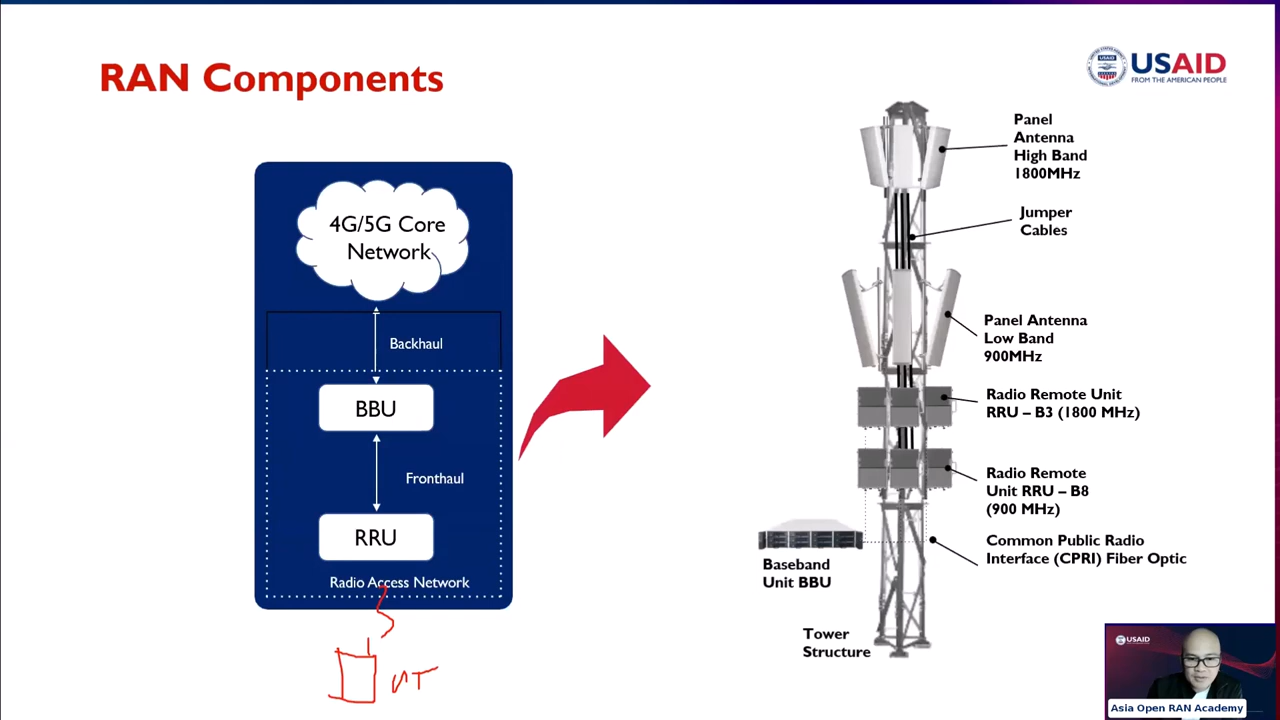 RAN Components
USAID
FROM THE AMERICAN PEOPLE
4G/5G Core
Network
Backhaul
BBU
Fronthaul
RRU
Radio Access Network
UT
Panel
Antenna
High Band
1800MHz
Jumper
Cables
Panel Antenna
Low Band
900MHz
Radio Remote Unit
RRU – B3 (1800 MHz)
Radio Remote
Unit RRU – B8
(900 MHz)
Common Public Radio
Interface (CPRI) Fiber Optic
Baseband
Unit BBU
Tower
Structure
USAID
Asia Open RAN Academy